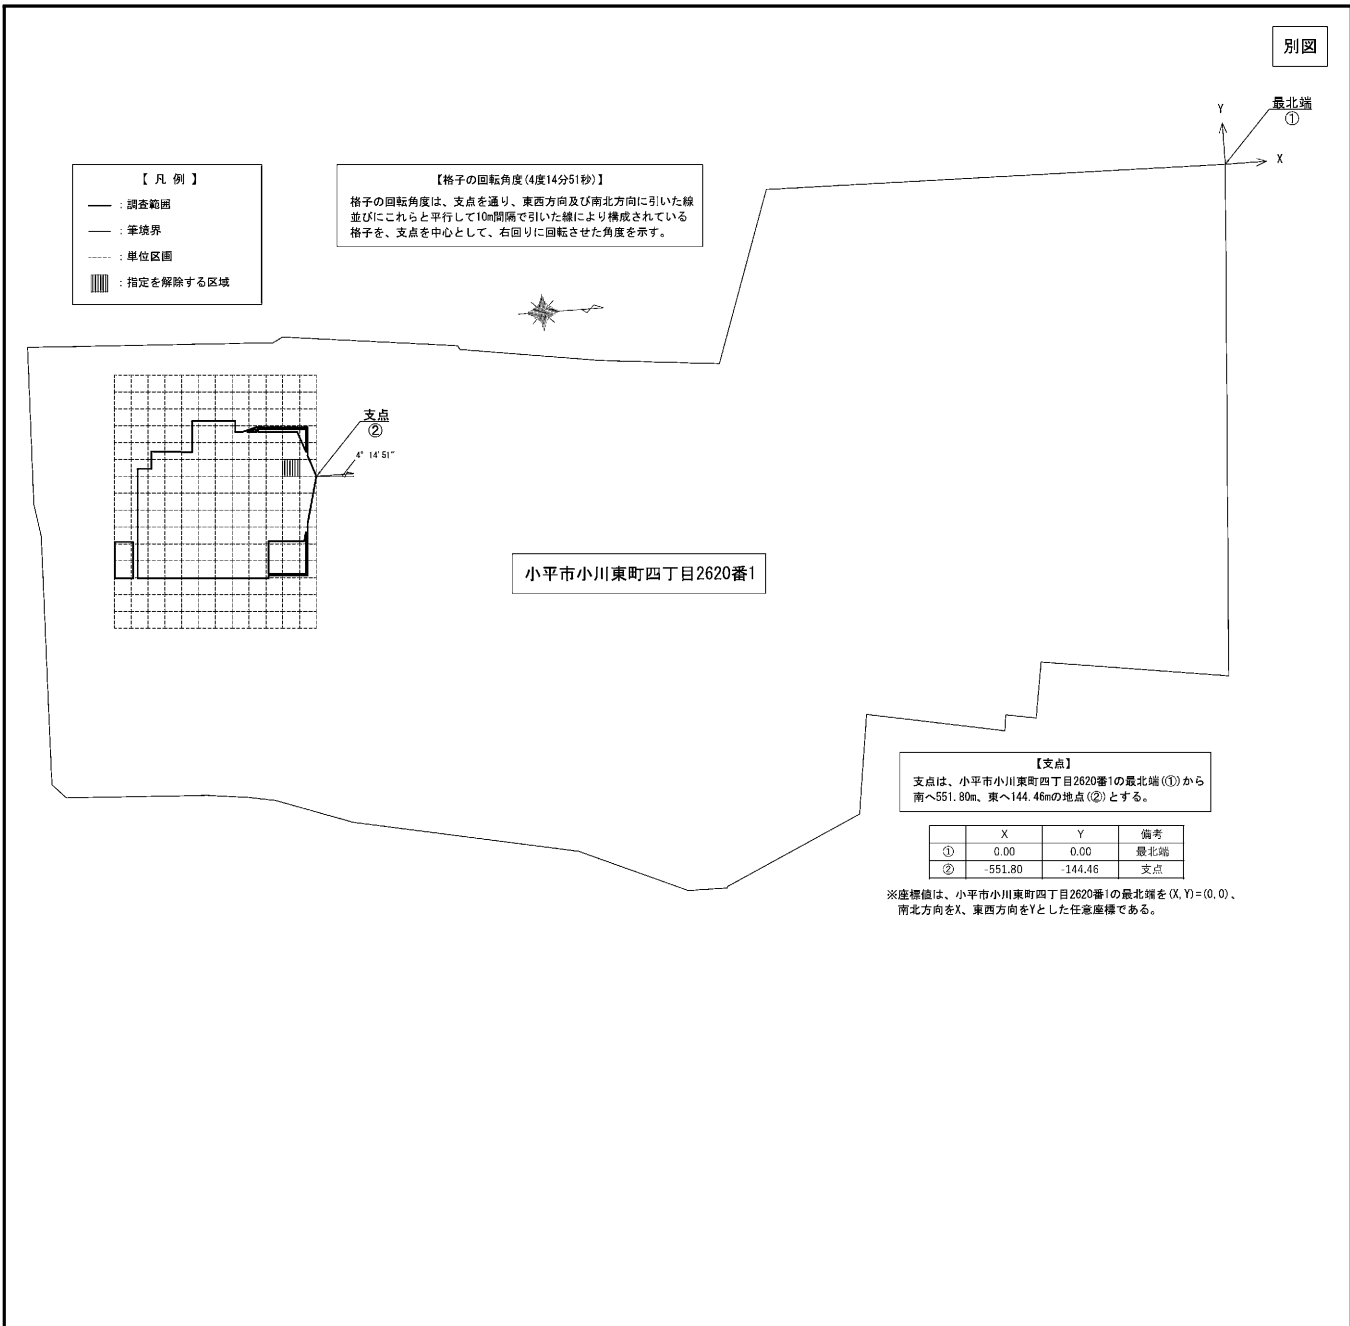 別図
最北端
①
Y
X
【 凡 例 】
：調査範囲
：筆境界
：単位区画
：指定を解除する区域
【格子の回転角度(4度14分51秒)】
格子の回転角度は、支点を通り、東西方向及び南北方向に引いた線
並びにこれらと平行して10m間隔で引いた線により構成されている
格子を、支点を中心として、右回りに回転させた角度を示す。
支点
②
4° 14′ 51″
小平市小川東町四丁目2620番1
【支点】
支点は、小平市小川東町四丁目2620番1の最北端(①)から
南へ551.80m、東へ144.46mの地点(②)とする。
X Y 備考
① 0.00 0.00 最北端
② -551.80 -144.46 支点
※座標値は、小平市小川東町四丁目2620番1の最北端を(X,Y)=(0,0)、
南北方向をX、東西方向をYとした任意座標である。